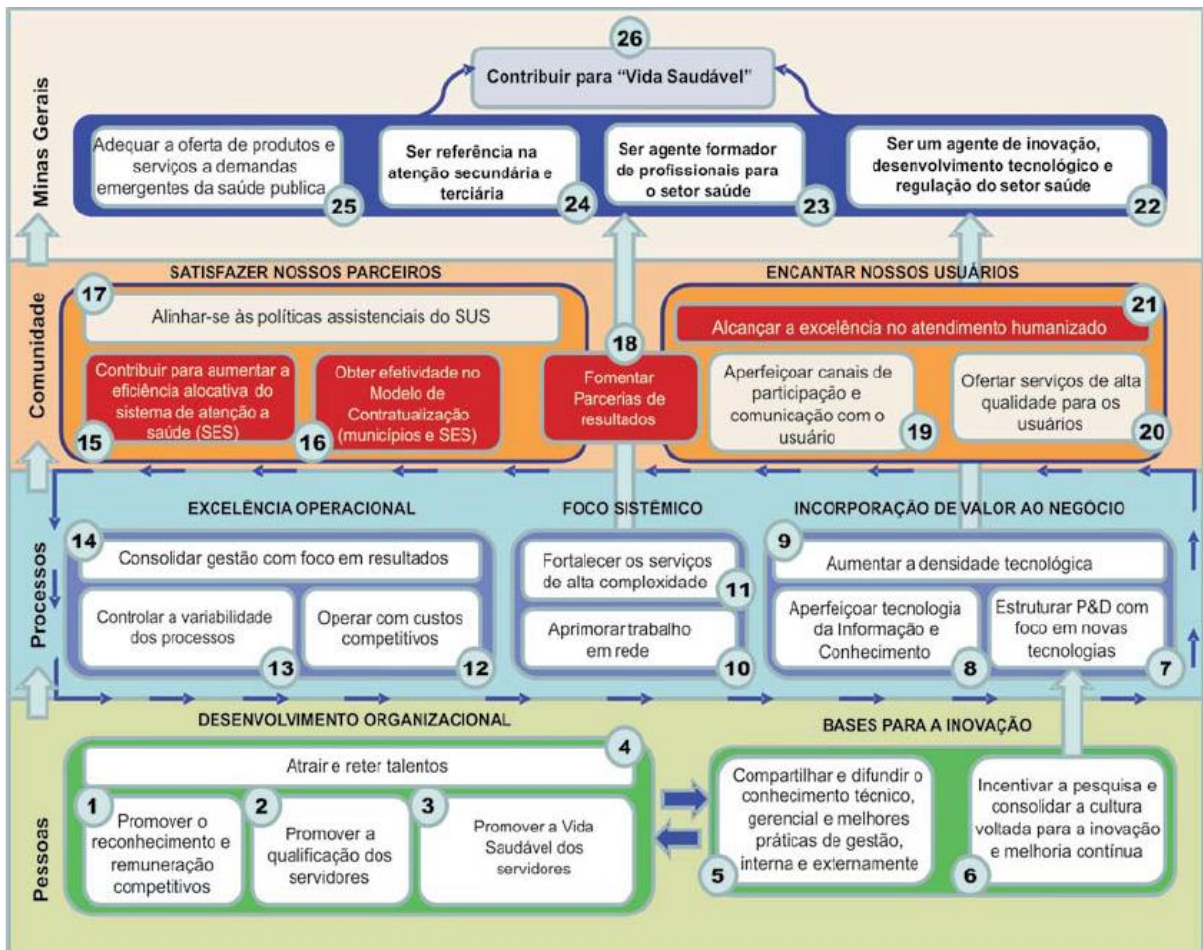 26
Contribuir para “Vida Saudável”
Minas Gerais
Adequar a oferta de produtos e
serviços a demandas
emergentes da saúde publica
25
Ser referência na
atenção secundária e
terciária
24
Ser agente formador
de profissionais para
o setor saúde
23
Ser um agente de inovação,
desenvolvimento tecnológico e
regulação do setor saúde
22
Comunidade
SATISFAZER NOSSOS PARCEIROS
17
Alinhar-se às políticas assistenciais do SUS
Contribuir para aumentar a
eficiência alocativa do
sistema de atenção a
saúde (SES)
15
Obter efetividade no
Modelo de
Contratualização
(municípios e SES)
16
18
Fomentar
Parcerias de
resultados
ENCANTAR NOSSOS USUÁRIOS
21
Alcançar a excelência no atendimento humanizado
Aperfeiçoar canais de
participação e
comunicação com o
usuário
19
Ofertar serviços de alta
qualidade para os
usuários
20
Processos
EXCELÊNCIA OPERACIONAL
14
Consolidar gestão com foco em resultados
Controlar a variabilidade
dos processos
13
Operar com custos
competitivos
12
FOCO SISTÊMICO
Fortalecer os serviços
de alta complexidade
11
Aprimorar trabalho
em rede
10
INCORPORAÇÃO DE VALOR AO NEGÓCIO
9
Aumentar a densidade tecnológica
Aperfeiçoar tecnologia
da Informação e
Conhecimento
8
Estruturar P&D com
foco em novas
tecnologias
7
Pessoas
DESENVOLVIMENTO ORGANIZACIONAL
4
Atrair e reter talentos
1
Promover o
reconhecimento e
remuneração
competitivos
2
Promover a
qualificação dos
servidores
3
Promover a Vida
Saudável dos
servidores
BASES PARA A INOVAÇÃO
Compartilhar e difundir o
conhecimento técnico,
gerencial e melhores
práticas de gestão,
interna e externamente
5
Incentivar a pesquisa e
consolidar a cultura
voltada para a inovação
e melhoria contínua
6